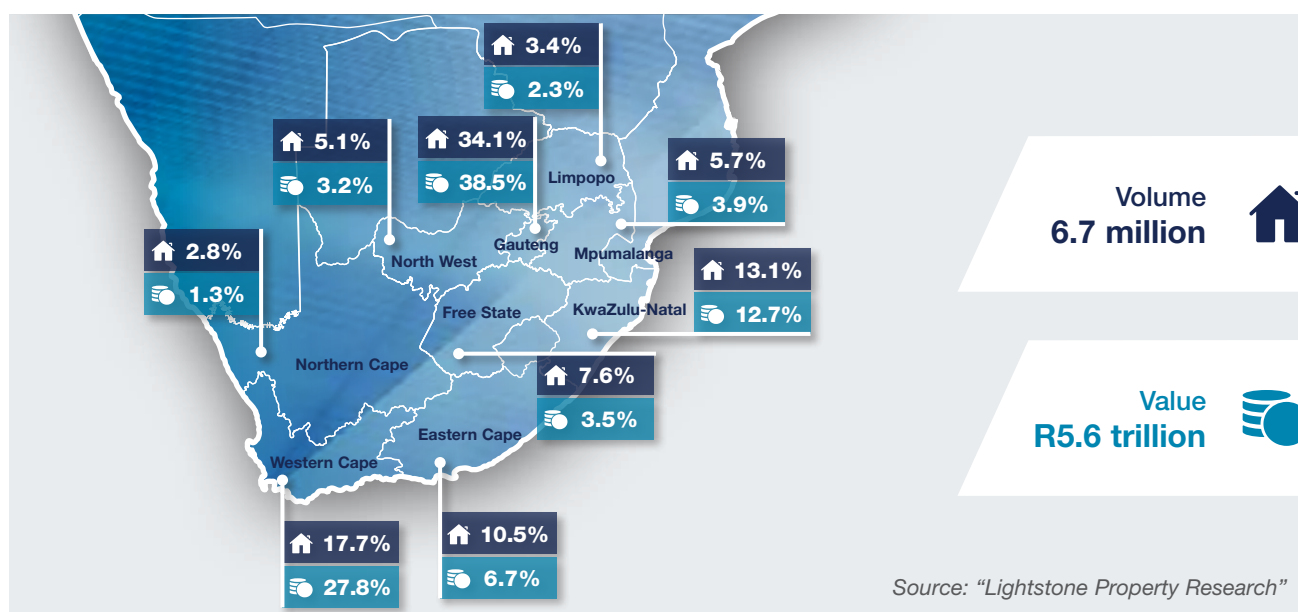 3.4%
2.3%
5.1%
3.2%
34.1%
38.5%
5.7%
3.9%
Limpopo
Gauteng
Mpumalanga
North West
2.8%
1.3%
13.1%
12.7%
Free State
KwaZulu-Natal
Northern Cape
7.6%
3.5%
Eastern Cape
Western Cape
17.7%
27.8%
10.5%
6.7%
Volume
6.7 million
Value
R5.6 trillion
Source: "Lightstone Property Research"